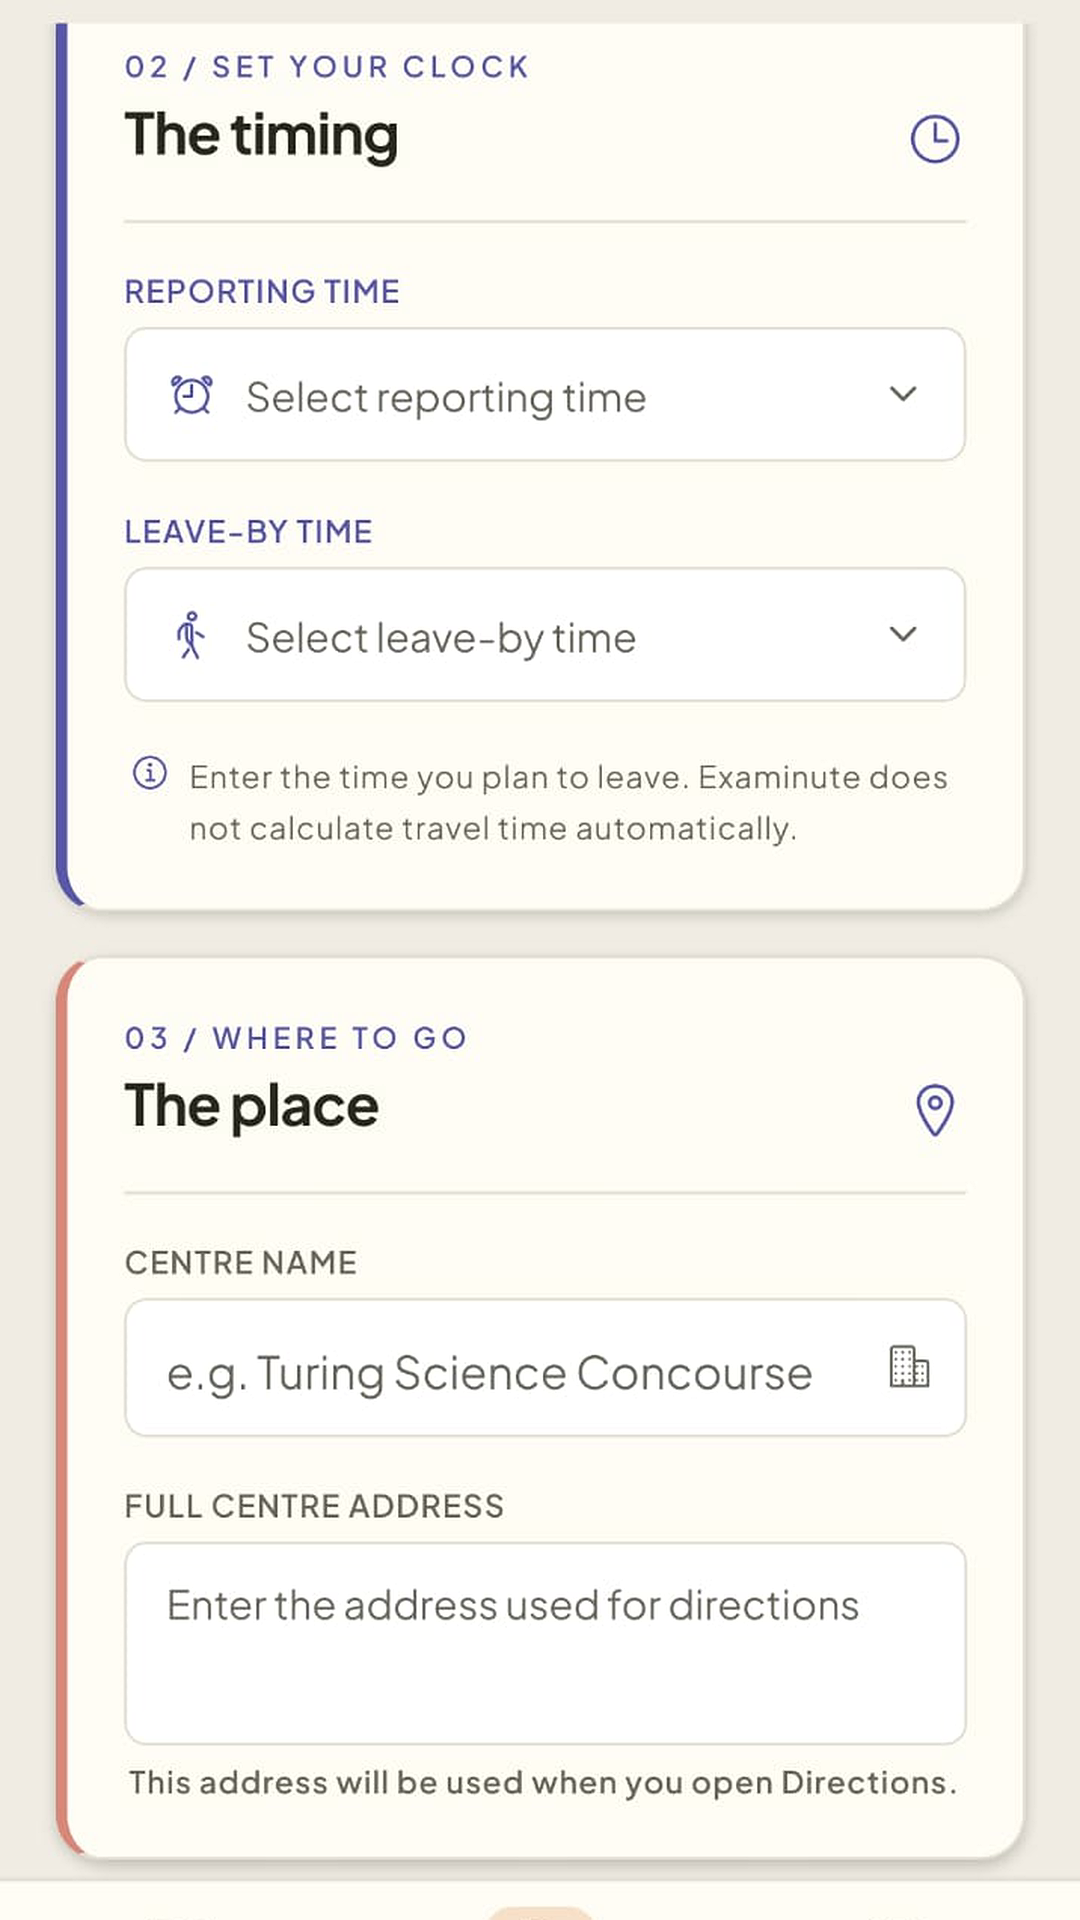 02 / SET YOUR CLOCK
The timing
REPORTING TIME
Select reporting time
LEAVE-BY TIME
Select leave-by time
Enter the time you plan to leave. Examinute does
not calculate travel time automatically.
03 / WHERE TO GO
The place
CENTRE NAME
e.g. Turing Science Concourse
FULL CENTRE ADDRESS
Enter the address used for directions
This address will be used when you open Directions.